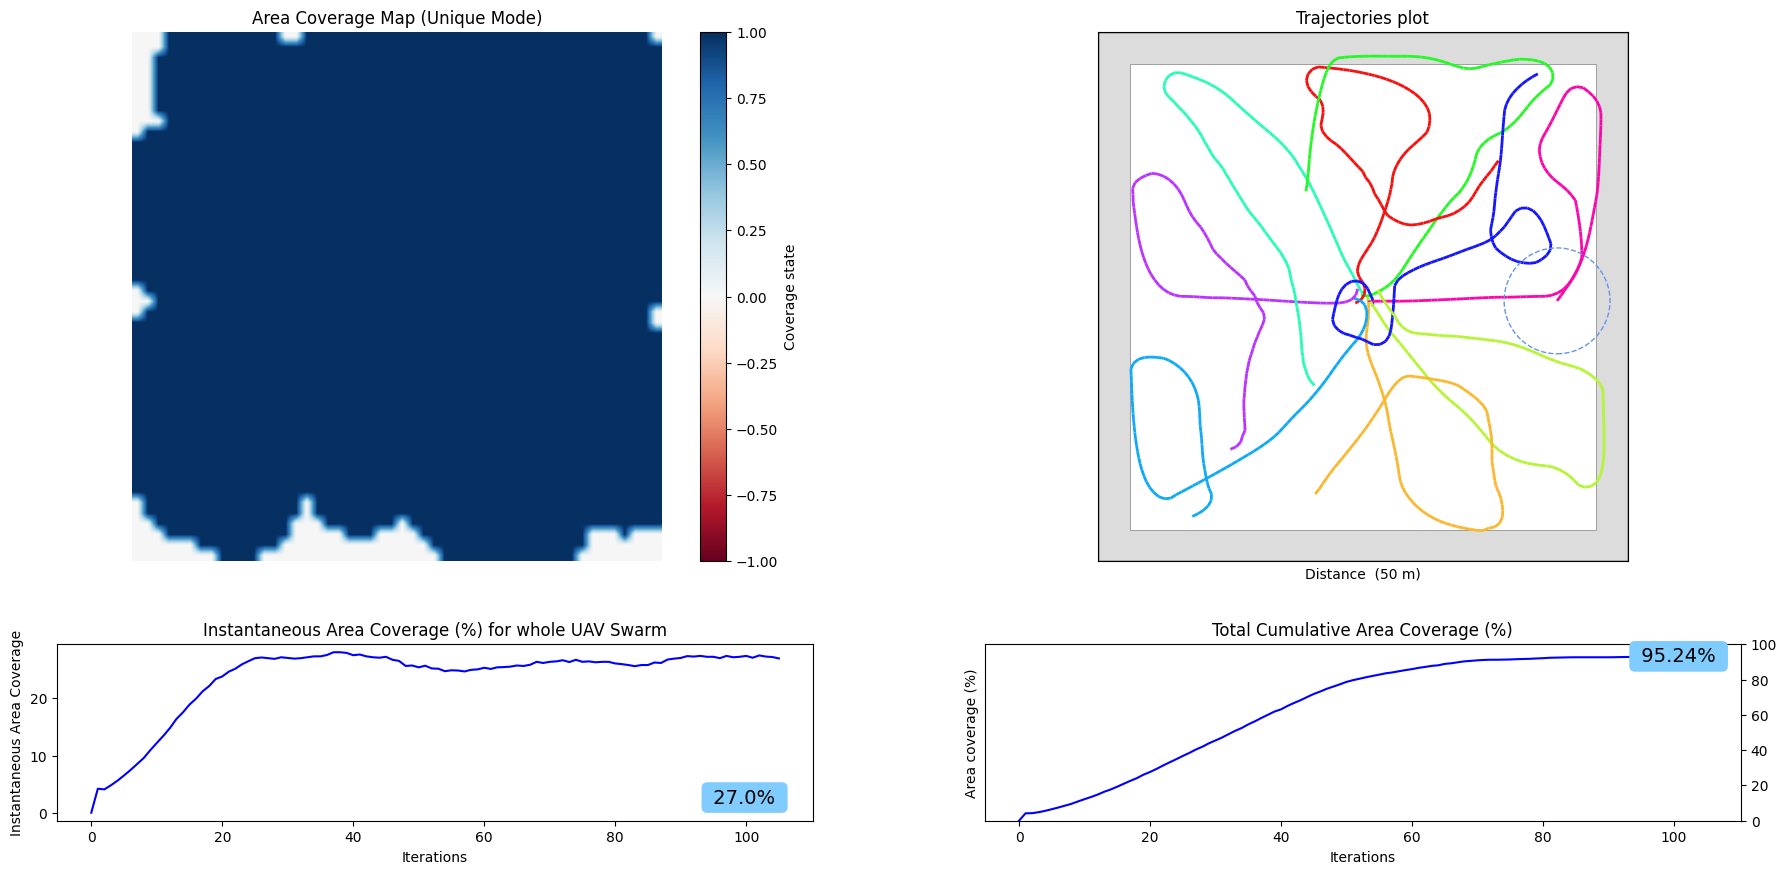 Area Coverage Map (Unique Mode)
1.00
0.75
0.50
0.25
0.00
−0.25
−0.50
−0.75
−1.00
Coverage state
Trajectories plot
Distance  (50 m)
Instantaneous Area Coverage (%) for whole UAV Swarm
Instantaneous Area Coverage
20
10
0
27.0%
0 20 40 60 80 100
Iterations
Total Cumulative Area Coverage (%)
Area coverage (%)
95.24%
100
80
60
40
20
0
0 20 40 60 80 100
Iterations